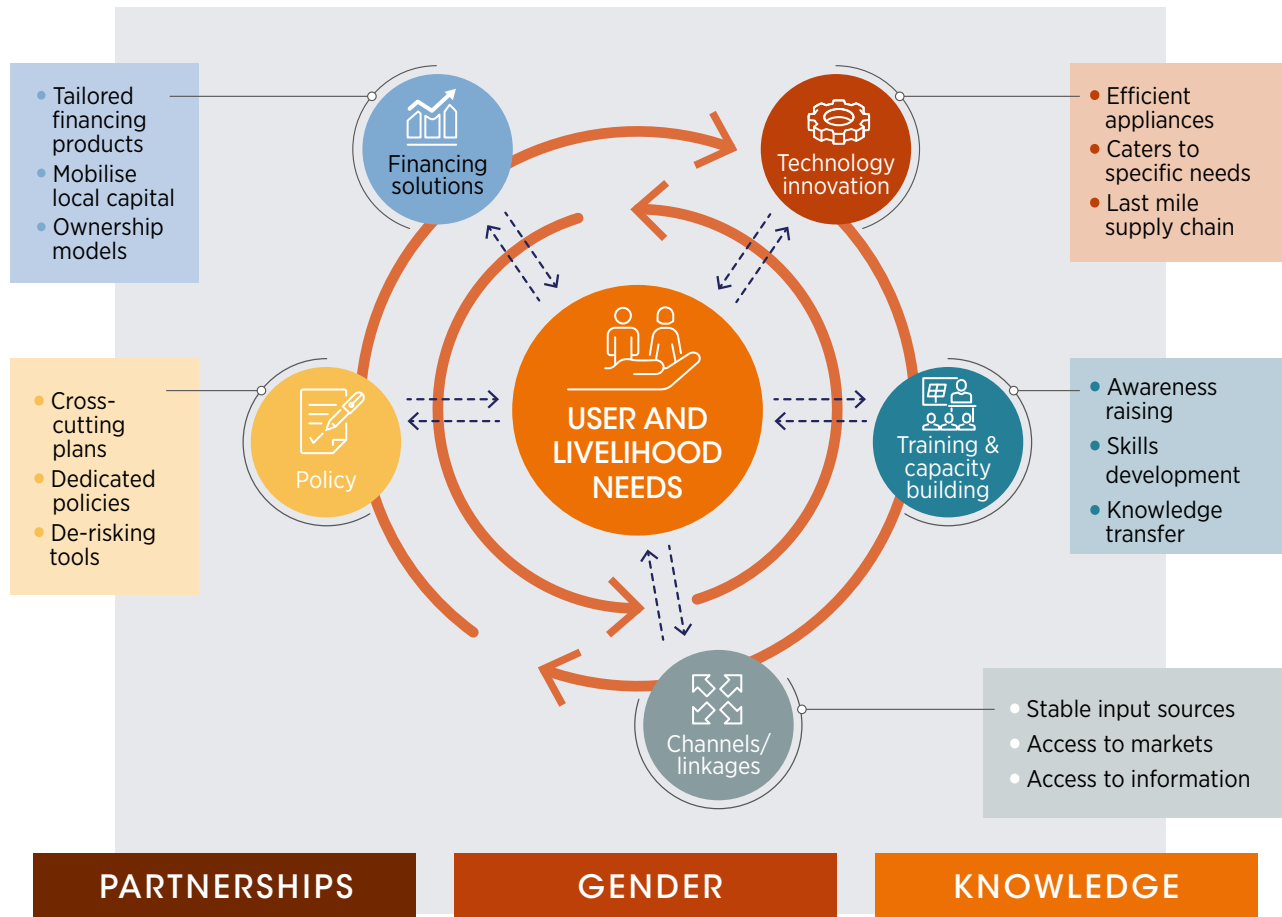 • Tailored
financing
products
• Mobilise
local capital
• Ownership
models
Financing
solutions
Technology
innovation
• Efficient
appliances
• Caters to
specific needs
• Last mile
supply chain
• Cross-
cutting
plans
• Dedicated
policies
• De-risking
tools
Policy
USER AND
LIVELIHOOD
NEEDS
Training &
capacity
building
• Awareness
raising
• Skills
development
• Knowledge
transfer
Channels/
linkages
• Stable input sources
• Access to markets
• Access to information
PARTNERSHIPS
GENDER
KNOWLEDGE